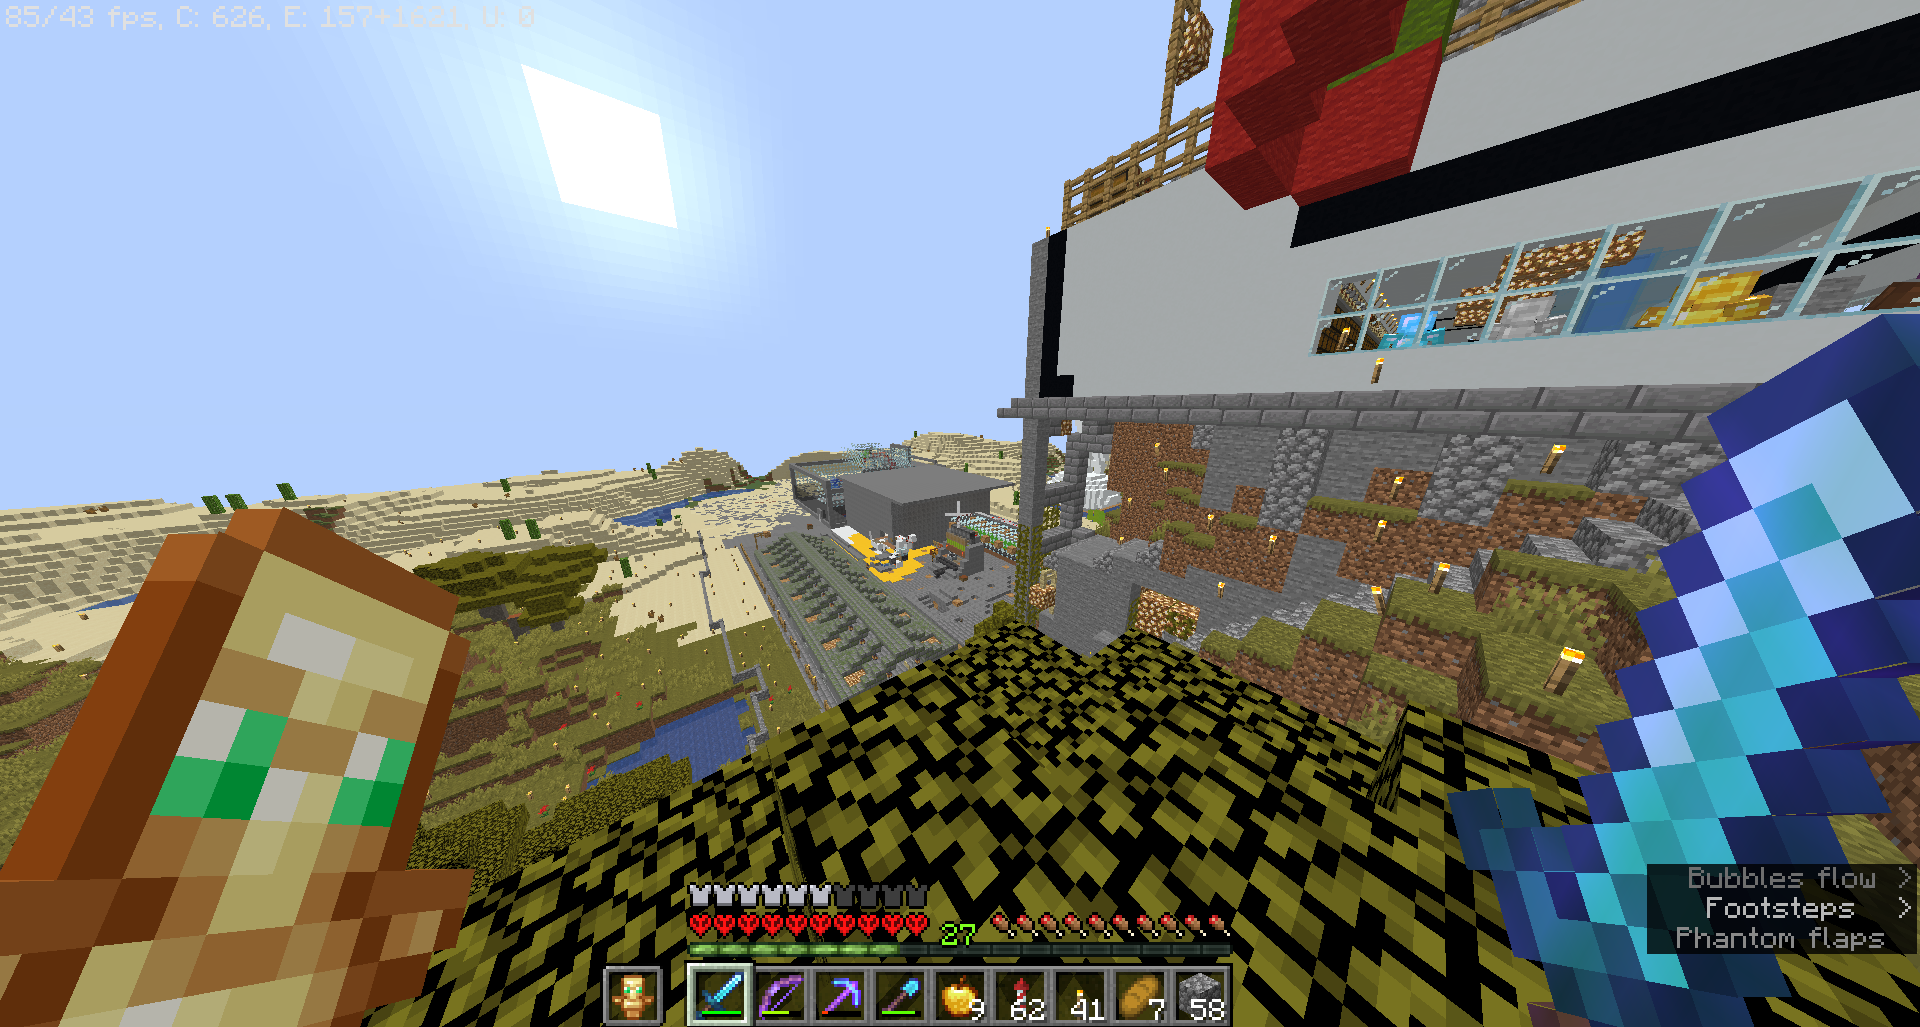 85/43 fps, C: 626, E: 157+1621, U: 0
Bubbles flow >
Footsteps >
Phantom flaps
27
9
62
41
7
58